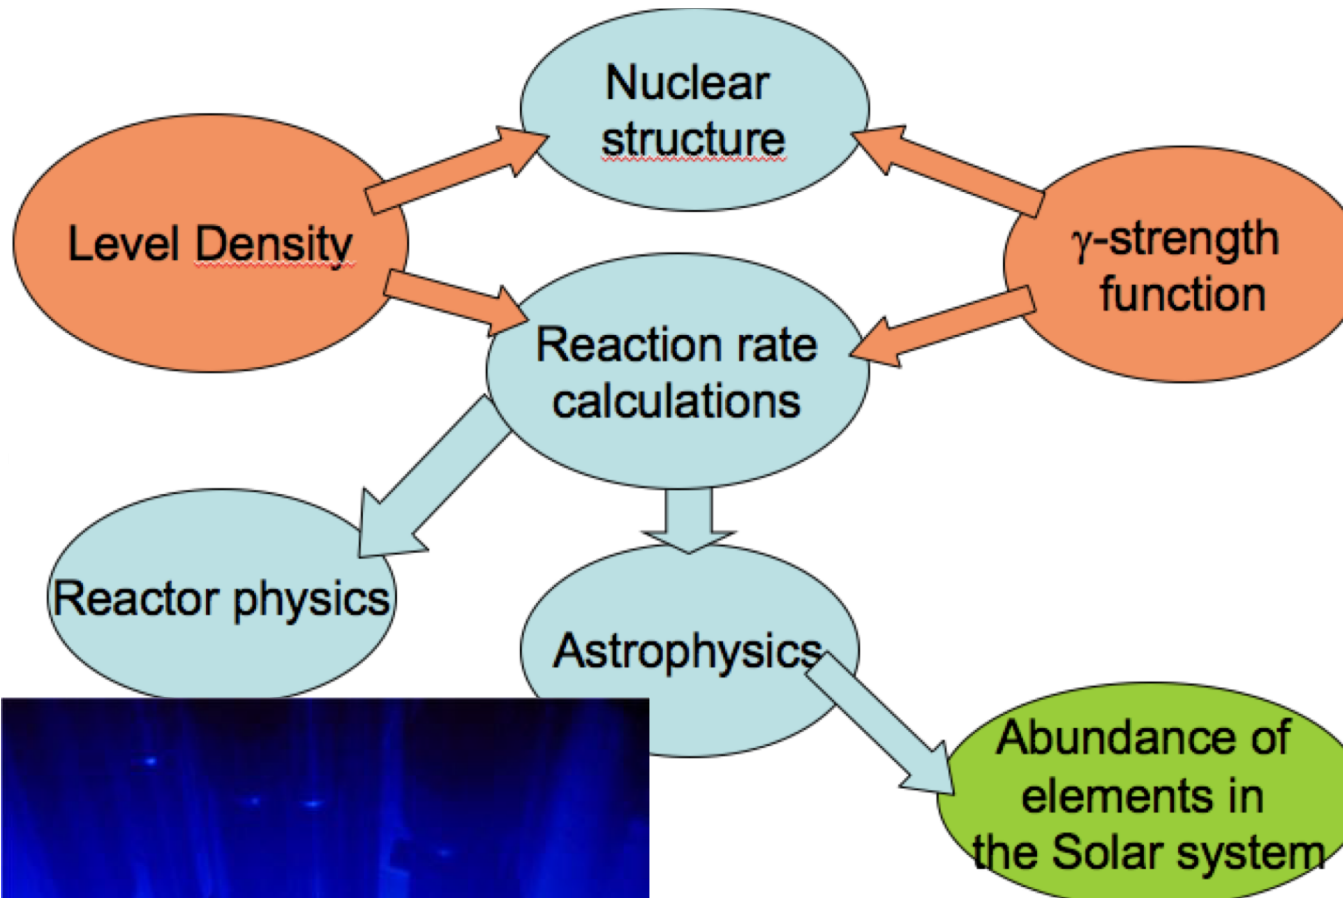 Nuclear
structure
Level Density
γ-strength
function
Reaction rate
calculations
Reactor physics
Astrophysics
Abundance of
elements in
the Solar system